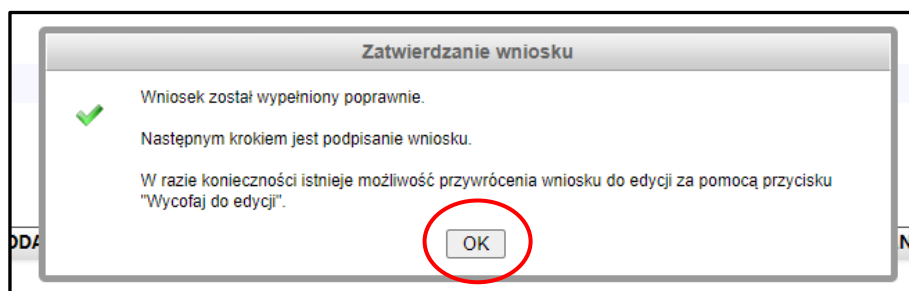 Zatwierdzanie wniosku
Wniosek został wypełniony poprawnie.
Następnym krokiem jest podpisanie wniosku.
W razie konieczności istnieje możliwość przywrócenia wniosku do edycji za pomocą przycisku
"Wycofaj do edycji".
OK